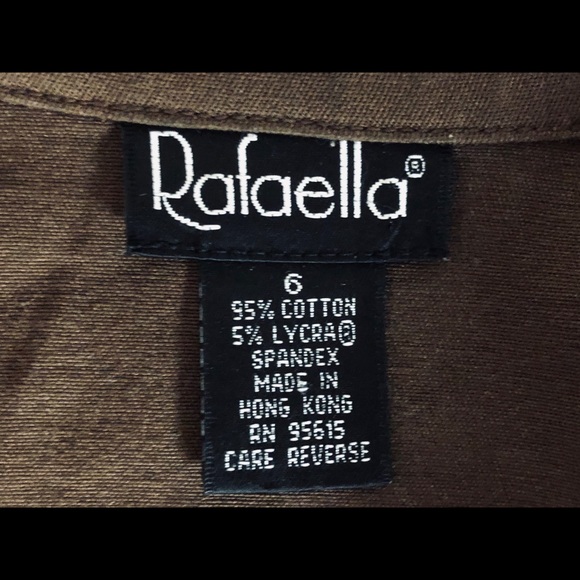 Rafaella®
6
95% COTTON
5% LYCRA®
SPANDEX
MADE IN
HONG KONG
RN 95615
CARE REVERSE